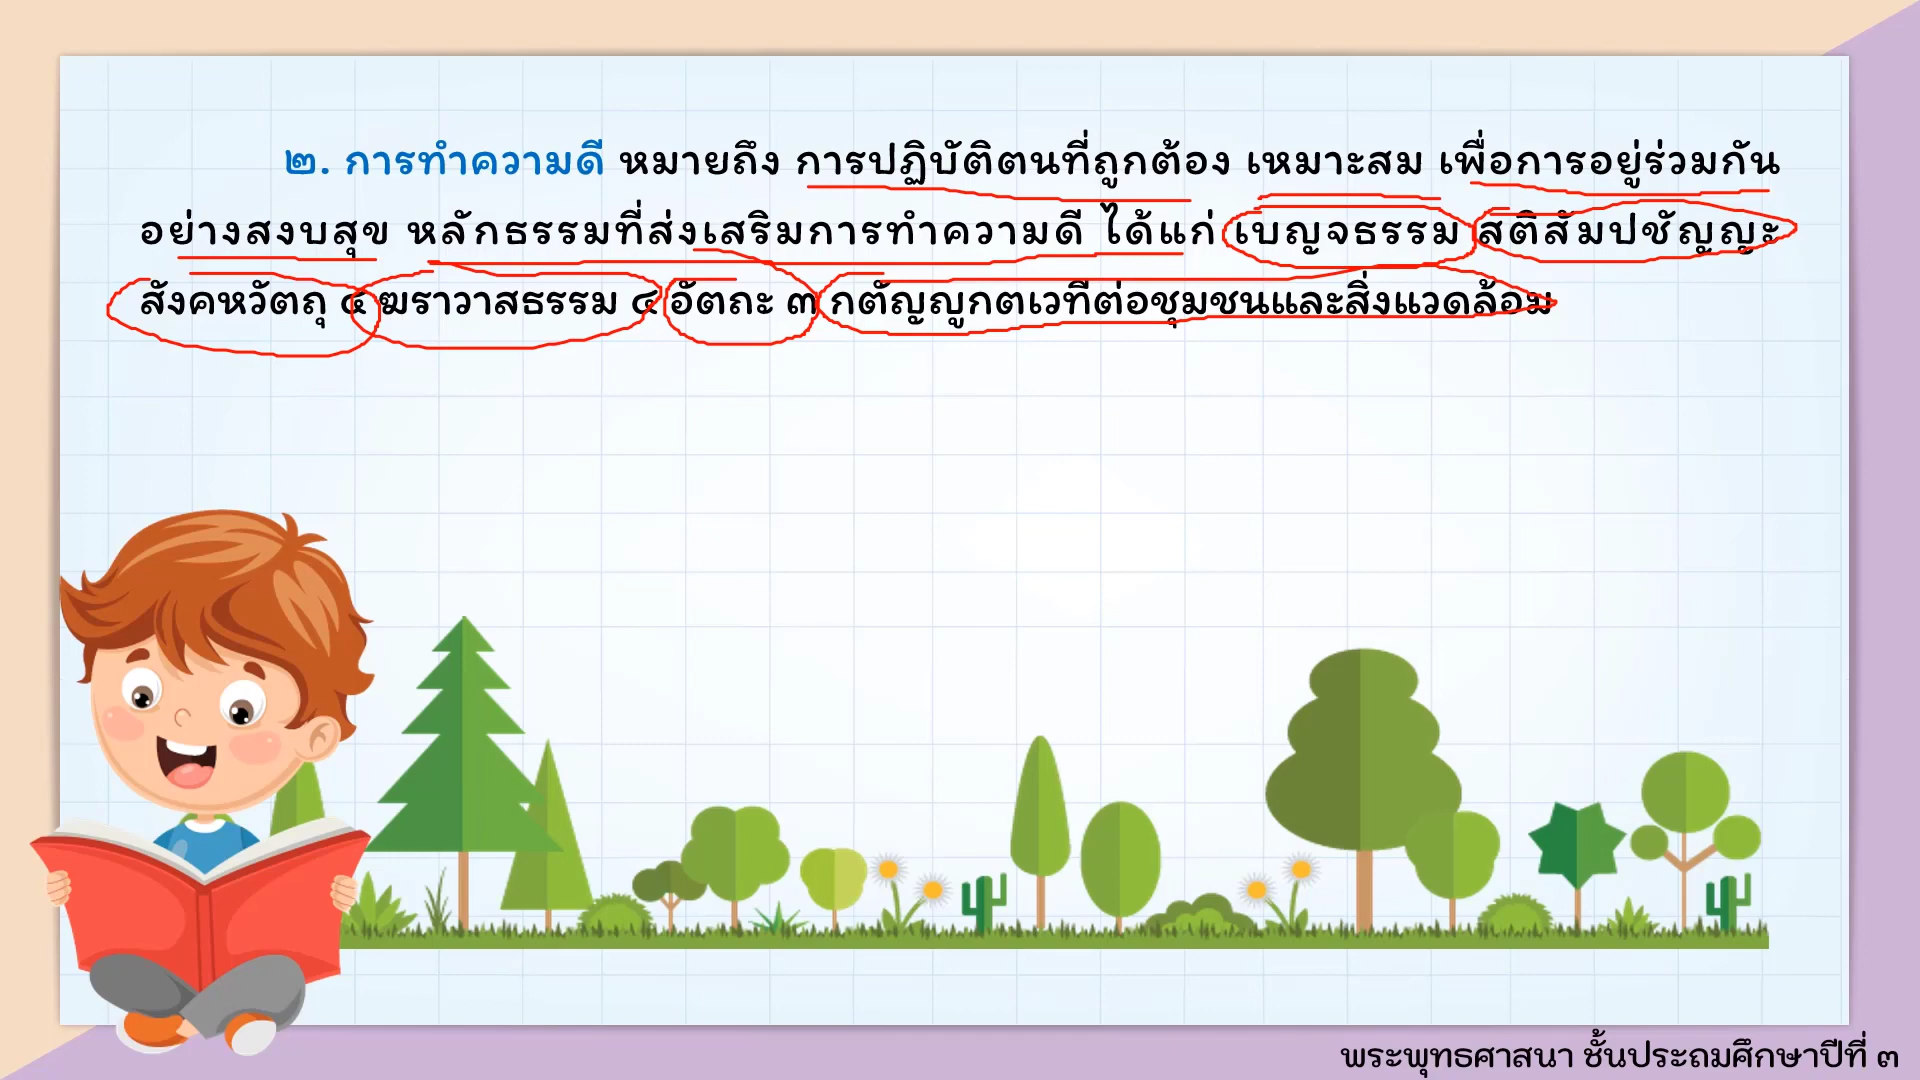 ๒. การทำความดี หมายถึง การปฏิบัติตนที่ถูกต้อง เหมาะสม เพื่อการอยู่ร่วมกัน
อย่างสงบสุข หลักธรรมที่ส่งเสริมการทำความดี ได้แก่ เบญจธรรม สติสัมปชัญญะ
สังคหวัตถุ ๔ ฆราวาสธรรม ๔ อัตถะ ๓ กตัญญูกตเวทีต่อชุมชนและสิ่งแวดล้อม
พระพุทธศาสนา ชั้นประถมศึกษาปีที่ ๓